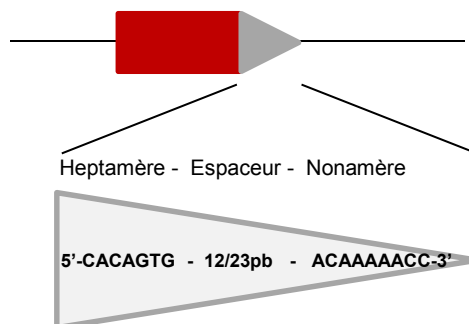 Heptamère - Espaceur - Nonamère
5'-CACAGTG - 12/23pb - ACAAAAACC-3'